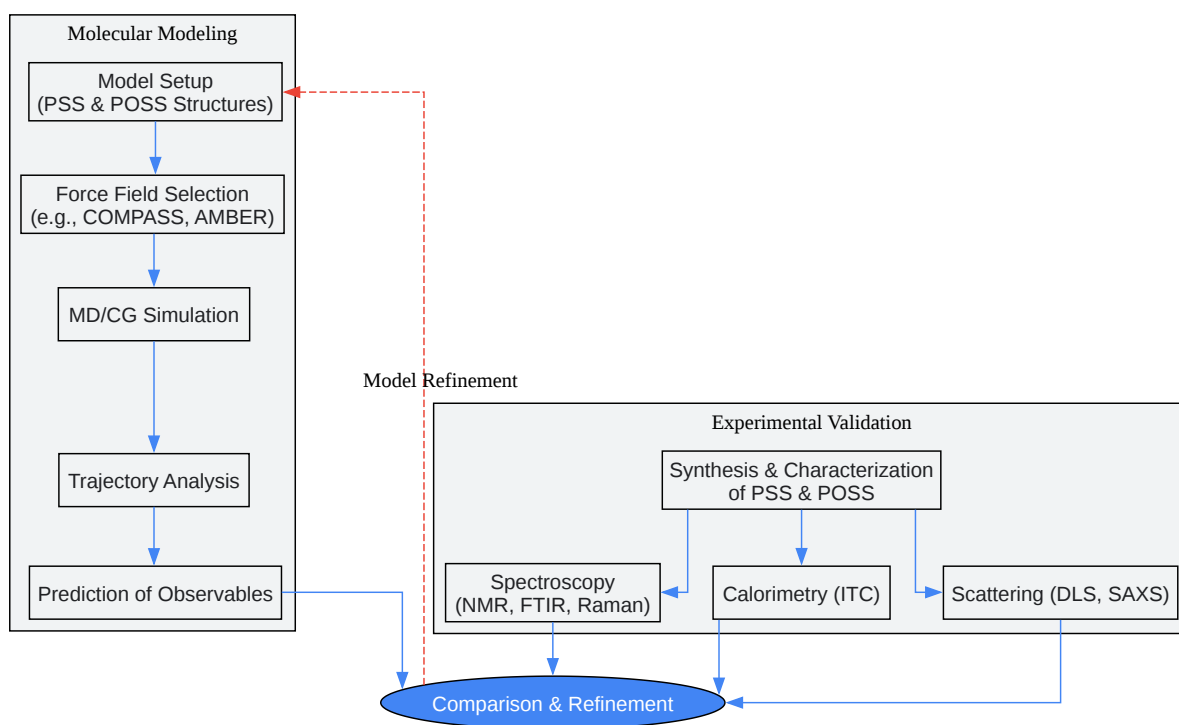 Molecular Modeling
Model Setup
(PSS & POSS Structures)
Force Field Selection
(e.g., COMPASS, AMBER)
MD/CG Simulation
Trajectory Analysis
Prediction of Observables
Model Refinement
Experimental Validation
Synthesis & Characterization
of PSS & POSS
Spectroscopy
(NMR, FTIR, Raman)
Calorimetry (ITC)
Scattering (DLS, SAXS)
Comparison & Refinement